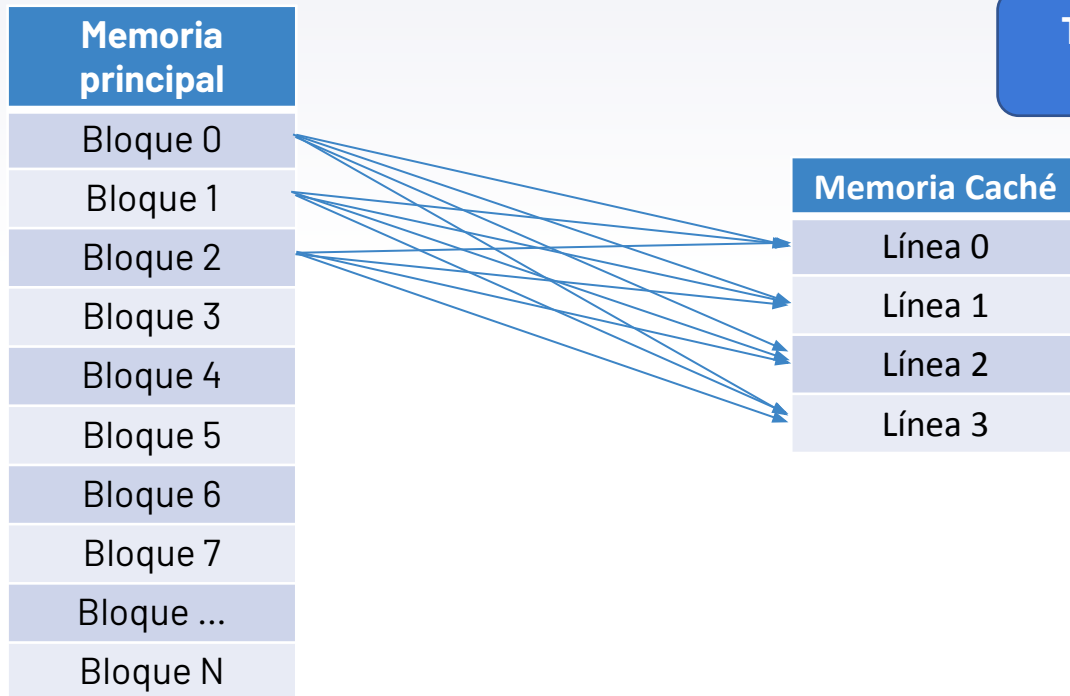 Memoria
principal
Bloque 0
Bloque 1
Bloque 2
Bloque 3
Bloque 4
Bloque 5
Bloque 6
Bloque 7
Bloque ...
Bloque N
T
Memoria Caché
Línea 0
Línea 1
Línea 2
Línea 3